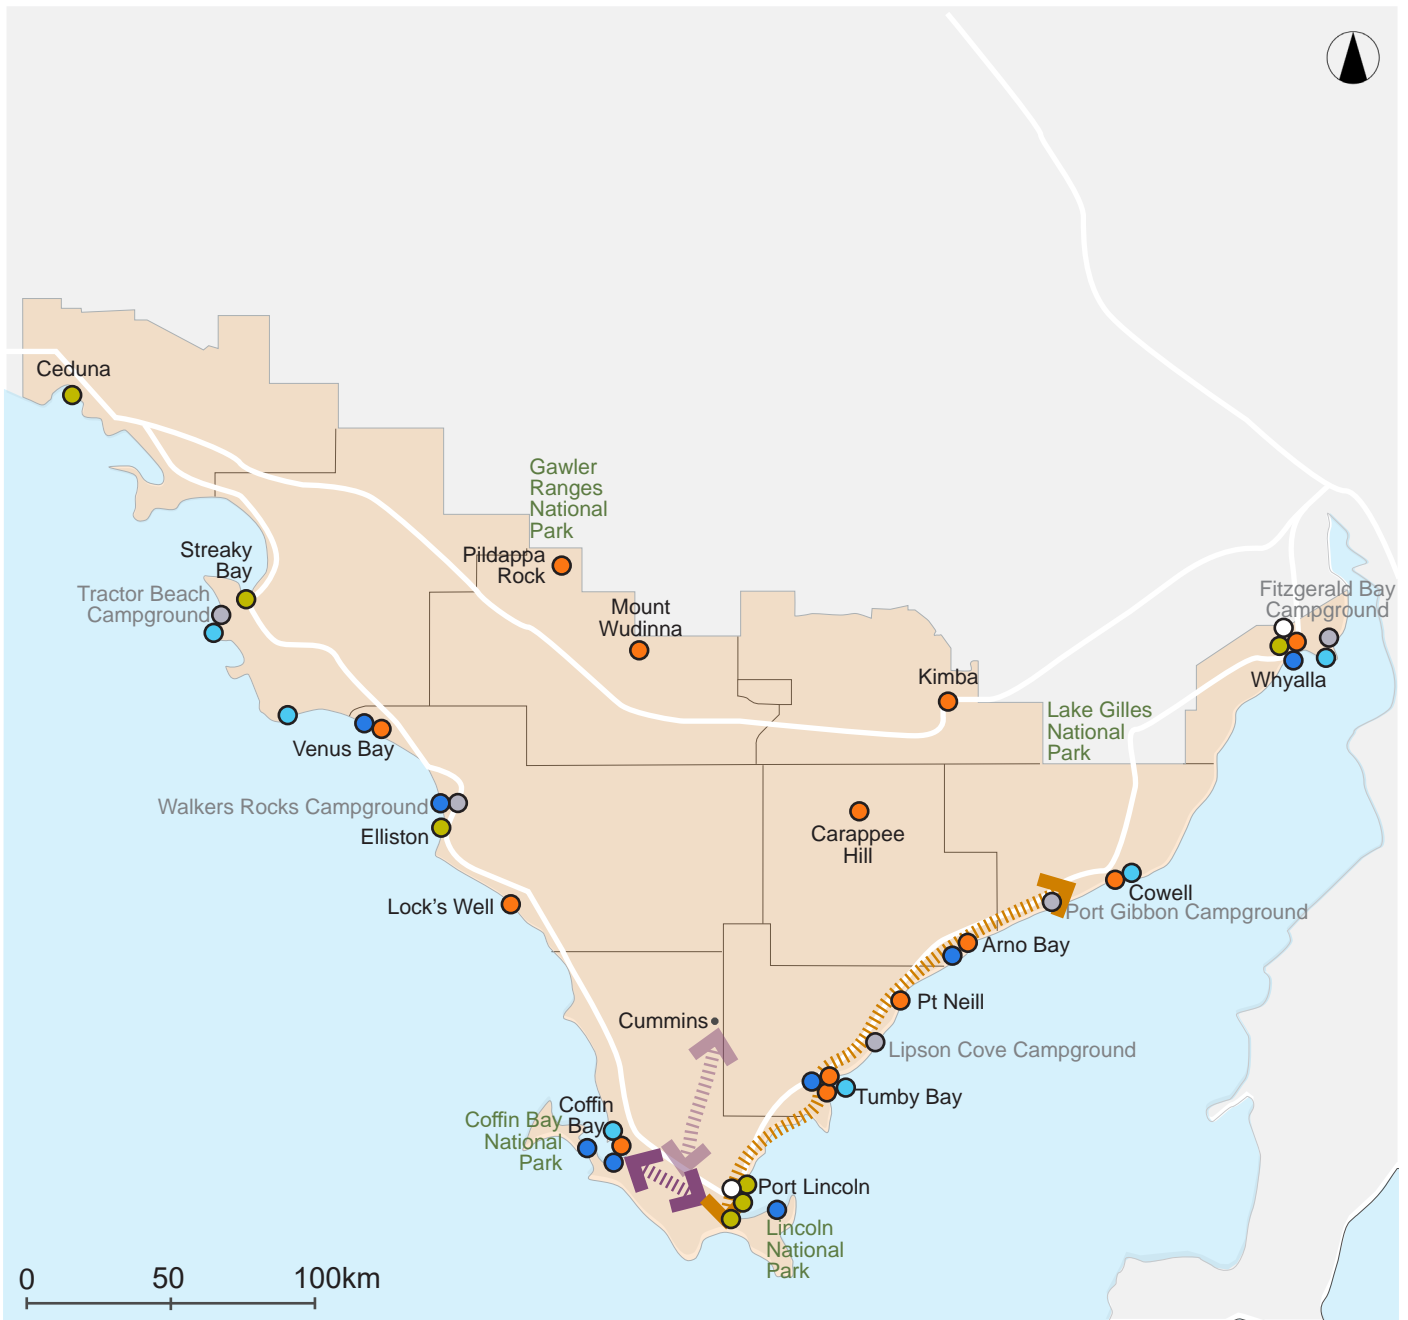 Ceduna
Gawler
Ranges
National
Park
Streaky
Bay
Pildappa
Rock
Tractor Beach
Campground
Mount
Wudinna
Fitzgerald Bay
Campground
Kimba
Whyalla
Lake Gilles
National
Park
Venus Bay
Walkers Rocks Campground
Elliston
Carappee
Hill
Lock's Well
Cowell
Port Gibbon Campground
Arno Bay
Pt Neill
Cummins
Lipson Cove Campground
Tumby Bay
Coffin
Bay
Coffin Bay
National
Park
Port Lincoln
Lincoln
National
Park
0 50 100km